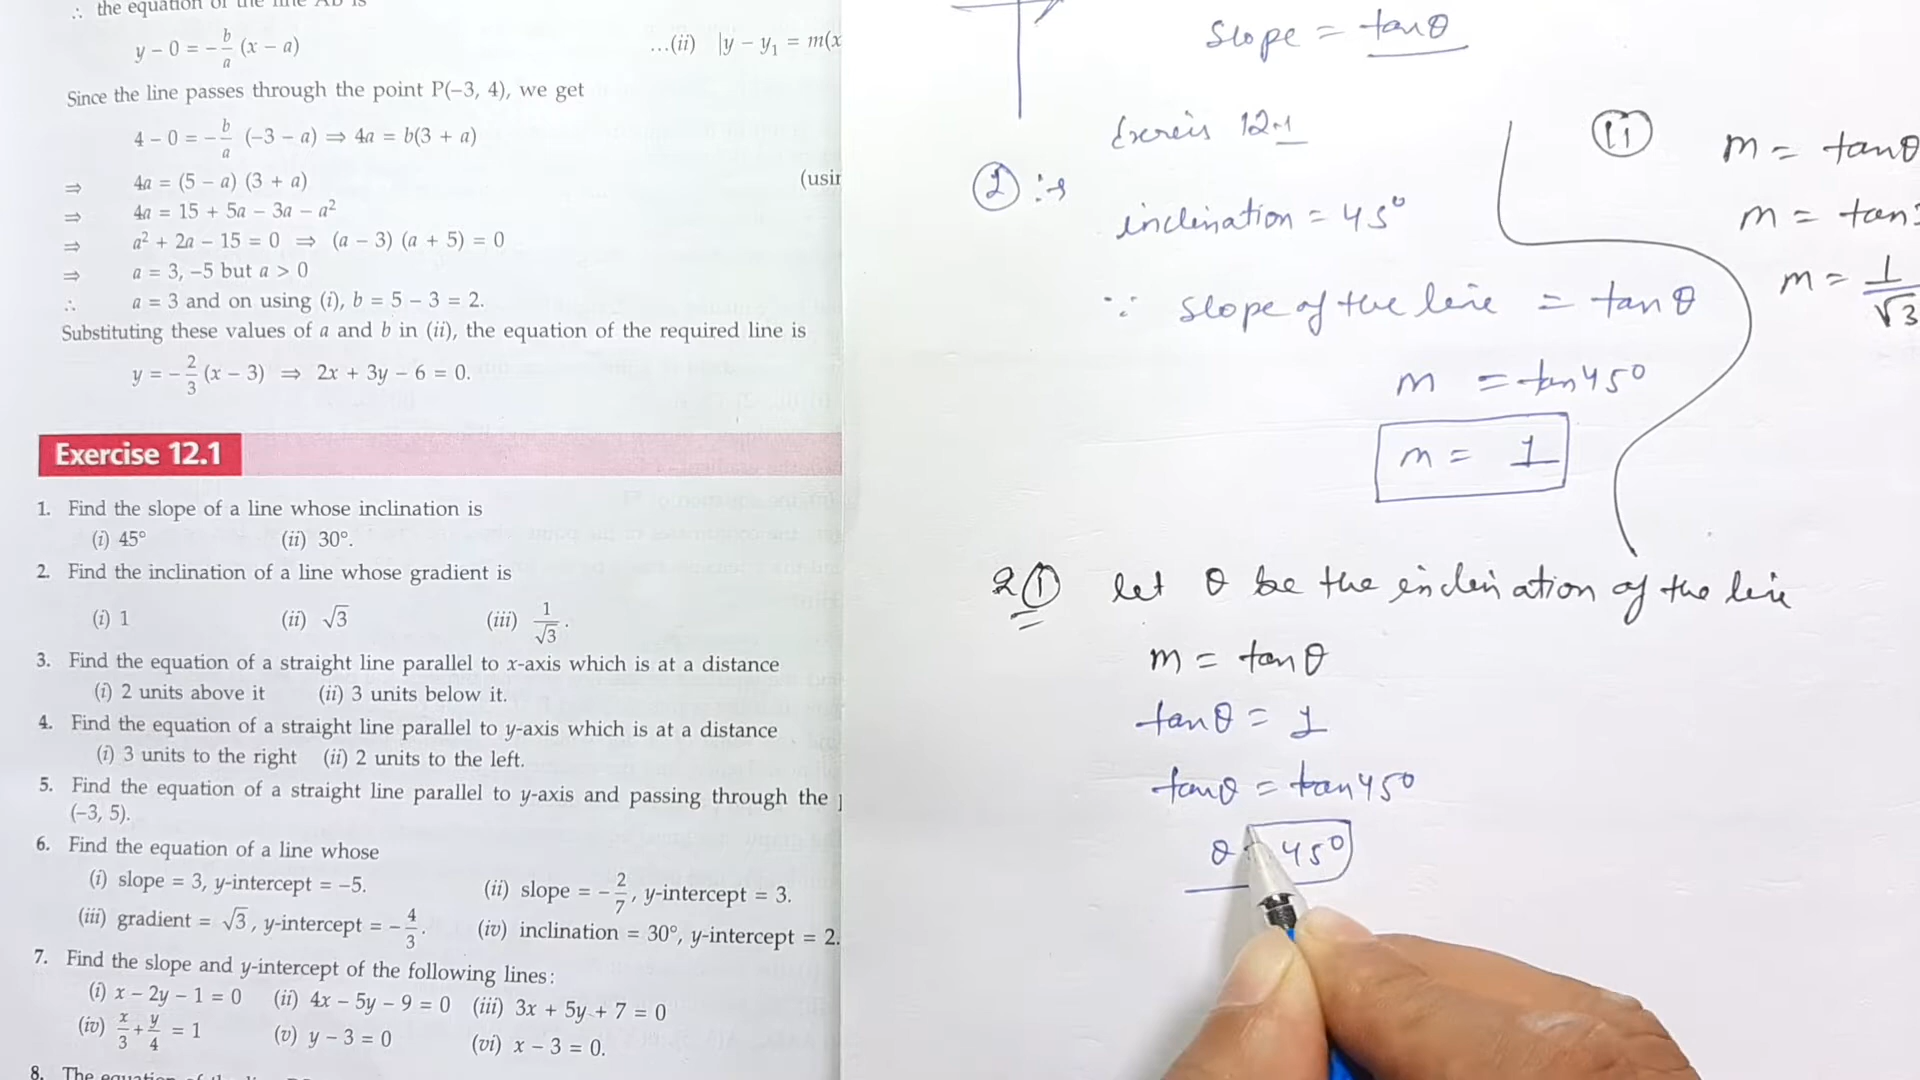 ∴ the equation of the line AB is
y – 0 = –b/a (x – a) ...(ii) |y – y₁ = m(x
Since the line passes through the point P(–3, 4), we get
4 – 0 = –b/a (–3 – a) ⇒ 4a = b(3 + a)
⇒ 4a = (5 – a) (3 + a) (usin
⇒ 4a = 15 + 5a – 3a – a²
⇒ a² + 2a – 15 = 0 ⇒ (a – 3) (a + 5) = 0
⇒ a = 3, –5 but a > 0
∴ a = 3 and on using (i), b = 5 – 3 = 2.
Substituting these values of a and b in (ii), the equation of the required line is
y = –2/3 (x – 3) ⇒ 2x + 3y – 6 = 0.
Exercise 12.1
1. Find the slope of a line whose inclination is
(i) 45° (ii) 30°.
2. Find the inclination of a line whose gradient is
(i) 1 (ii) √3 (iii) 1/√3.
3. Find the equation of a straight line parallel to x-axis which is at a distance
(i) 2 units above it (ii) 3 units below it.
4. Find the equation of a straight line parallel to y-axis which is at a distance
(i) 3 units to the right (ii) 2 units to the left.
5. Find the equation of a straight line parallel to y-axis and passing through the
(–3, 5).
6. Find the equation of a line whose
(i) slope = 3, y-intercept = –5. (ii) slope = –2/7, y-intercept = 3.
(iii) gradient = √3, y-intercept = –4/3. (iv) inclination = 30°, y-intercept = 2.
7. Find the slope and y-intercept of the following lines:
(i) x – 2y – 1 = 0 (ii) 4x – 5y – 9 = 0 (iii) 3x + 5y + 7 = 0
(iv) x/3 + y/4 = 1 (v) y – 3 = 0 (vi) x – 3 = 0.
8. The equation
Slope = tanθ
Exercis 12.1
① :→
inclination = 45°
∵ slope of the line = tan θ
m = tan45°
m = 1
(ii) m = tanθ
m = tan3
m = 1/√3
2 ① let θ be the inclination of the line
m = tanθ
tanθ = 1
tanθ = tan45°
θ = 45°